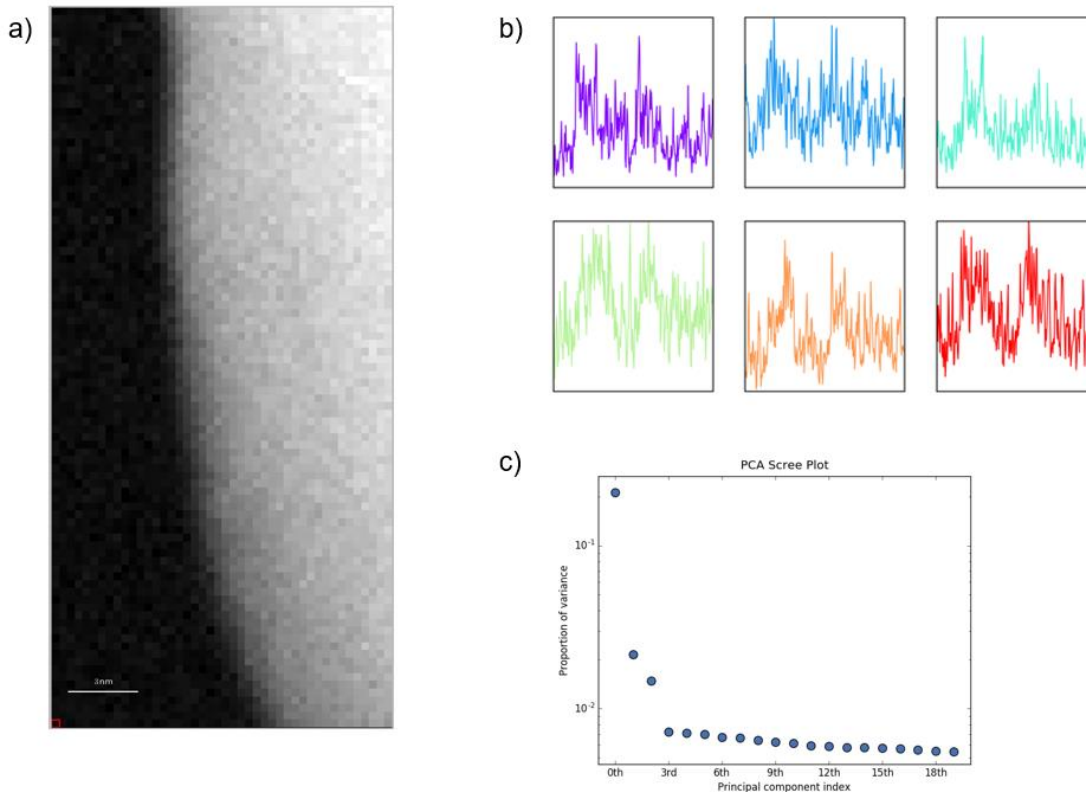 a)
3nm
b)
c)
PCA Scree Plot
Proportion of variance
10⁻¹
10⁻²
0th 3rd 6th 9th 12th 15th 18th
Principal component index